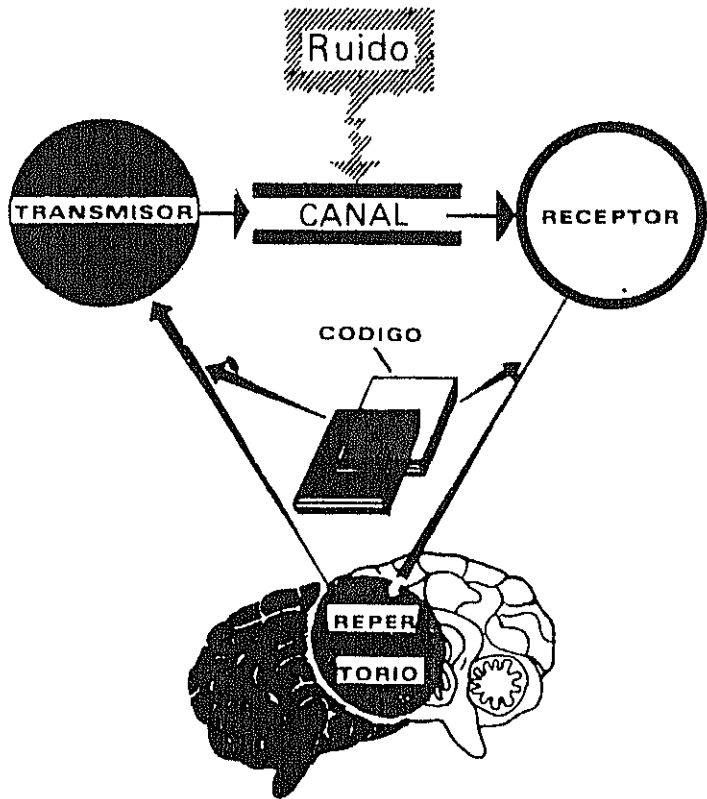 Ruido
TRANSMISOR
CANAL
RECEPTOR
CODIGO
REPER
TORIO